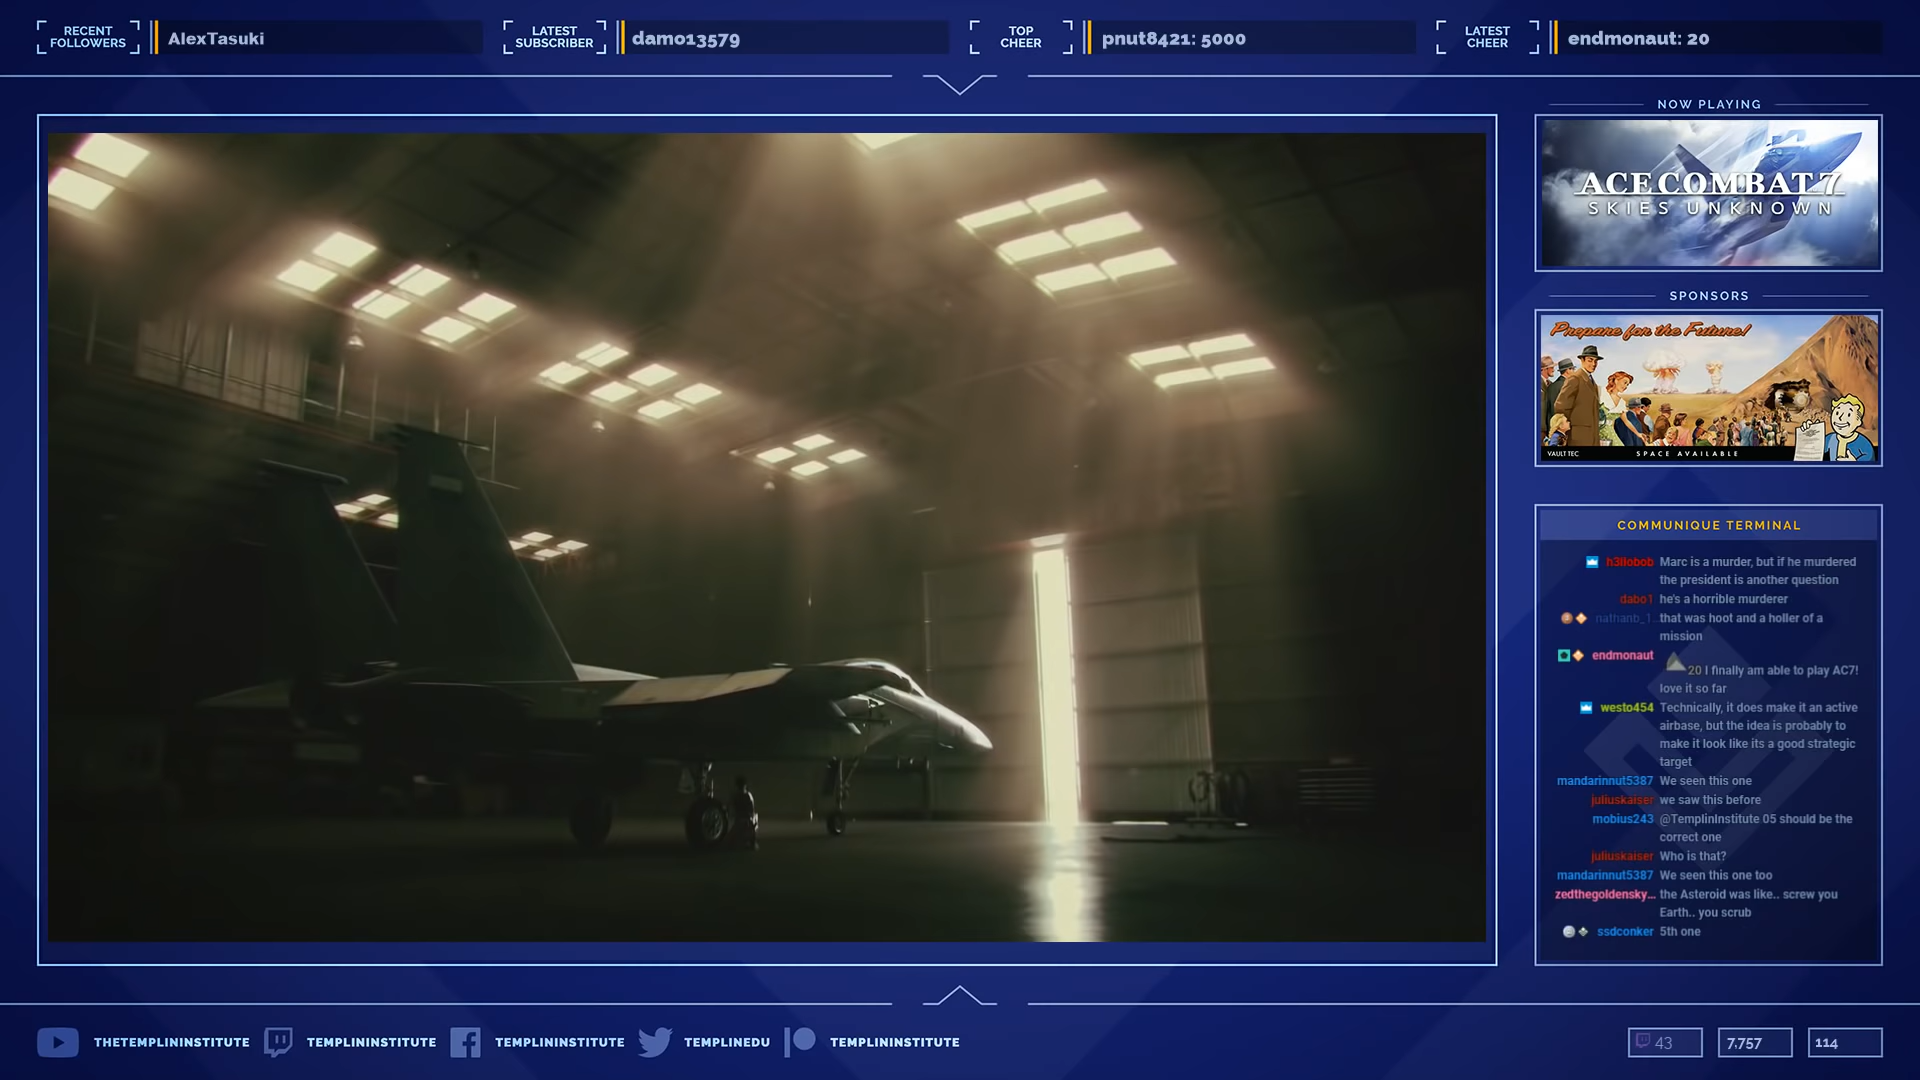 RECENT
FOLLOWERS
AlexTasuki
LATEST
SUBSCRIBER
damo13579
TOP
CHEER
pnut8421: 5000
LATEST
CHEER
endmonaut: 20
NOW PLAYING
ACE COMBAT 7
SKIES UNKNOWN
SPONSORS
Prepare for the Future!
VAULT TEC
SPACE AVAILABLE
COMMUNIQUE TERMINAL
h3llobob Marc is a murder, but if he murdered
the president is another question
dabo1 he's a horrible murderer
nathanb_1... that was hoot and a holler of a
mission
endmonaut
20 I finally am able to play AC7!
love it so far
westo454 Technically, it does make it an active
airbase, but the idea is probably to
make it look like its a good strategic
target
mandarinnut5387 We seen this one
juliuskaiser we saw this before
mobius243 @TemplinInstitute 05 should be the
correct one
juliuskaiser Who is that?
mandarinnut5387 We seen this one too
zedthegoldensky... the Asteroid was like.. screw you
Earth.. you scrub
ssdconker 5th one
THETEMPLININSTITUTE
TEMPLININSTITUTE
TEMPLININSTITUTE
TEMPLINEDU
TEMPLININSTITUTE
43
7,757
114